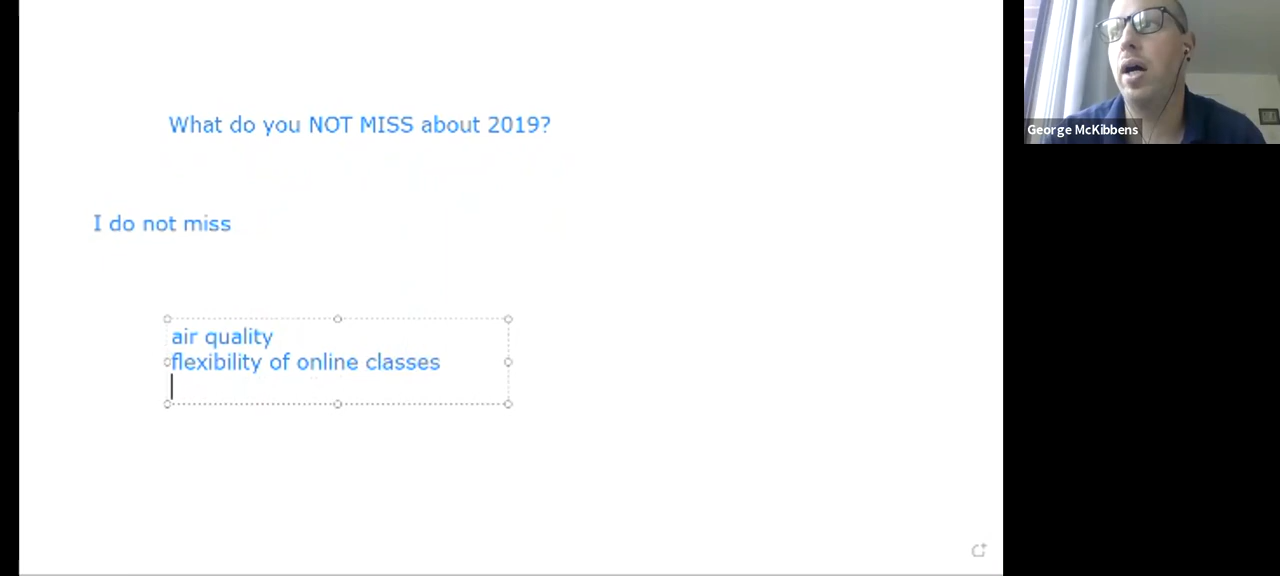 What do you NOT MISS about 2019?
I do not miss
air quality
flexibility of online classes
George McKibbens